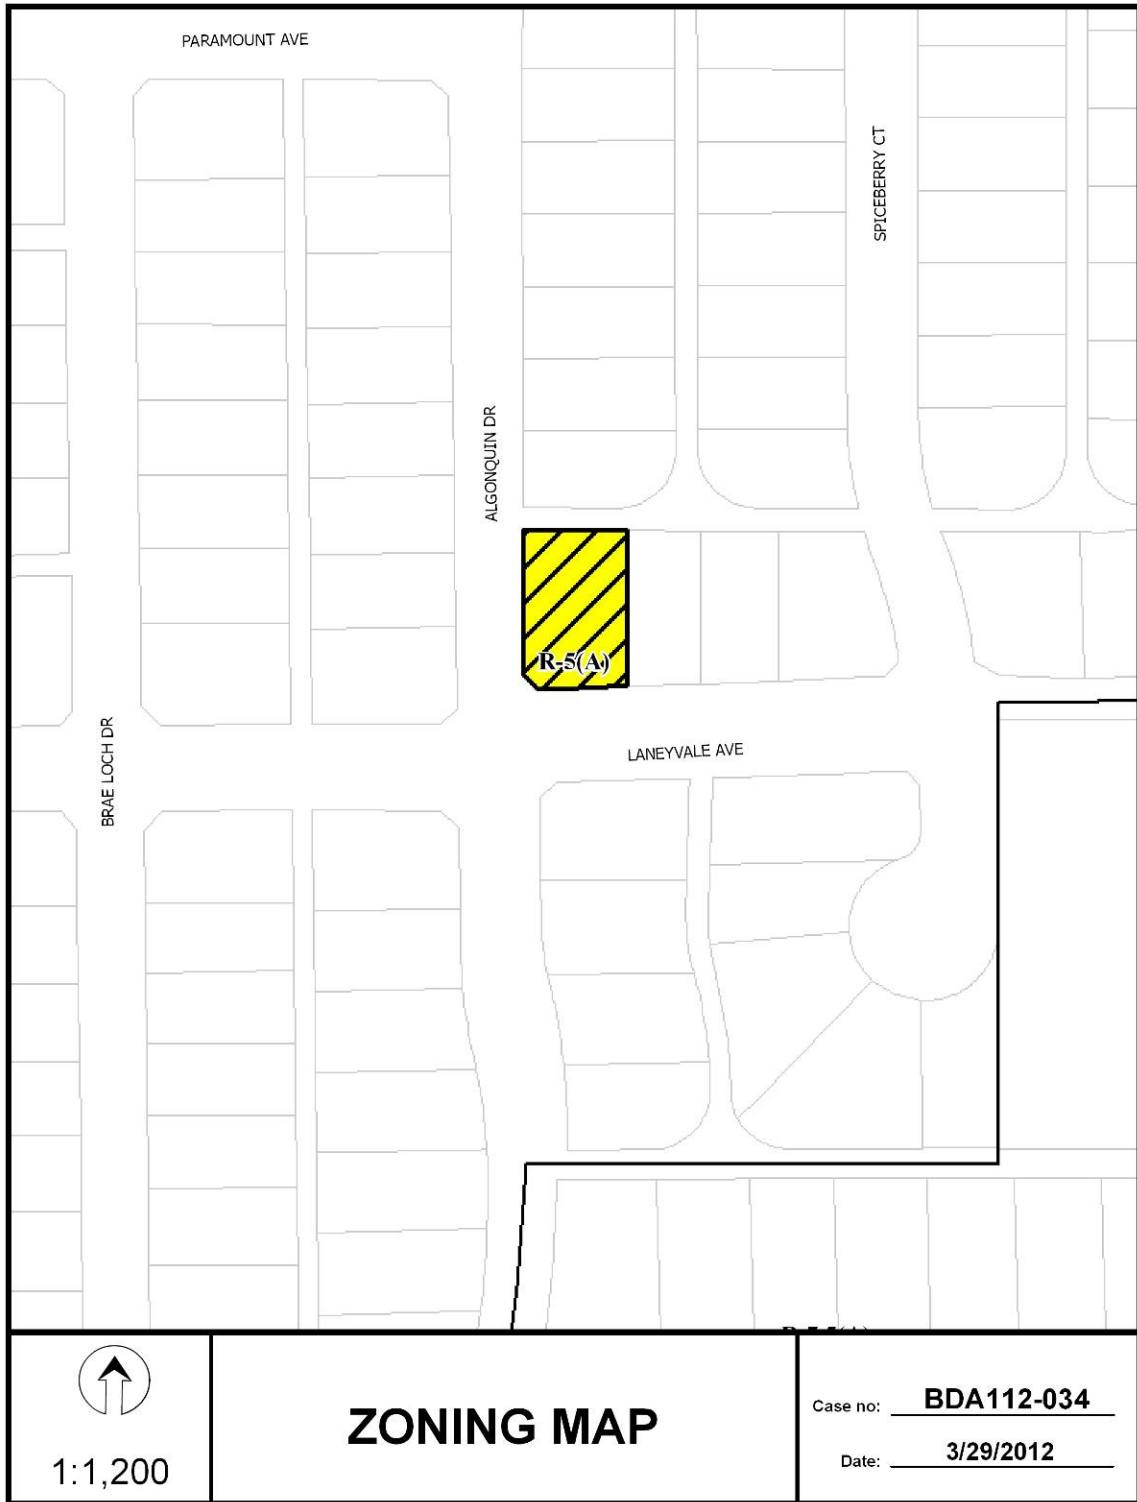 PARAMOUNT AVE
SPICEBERRY CT
ALGONQUIN DR
R-5(A)
BRAE LOCH DR
LANEYVALE AVE
1:1,200
ZONING MAP
Case no: BDA112-034
Date: 3/29/2012